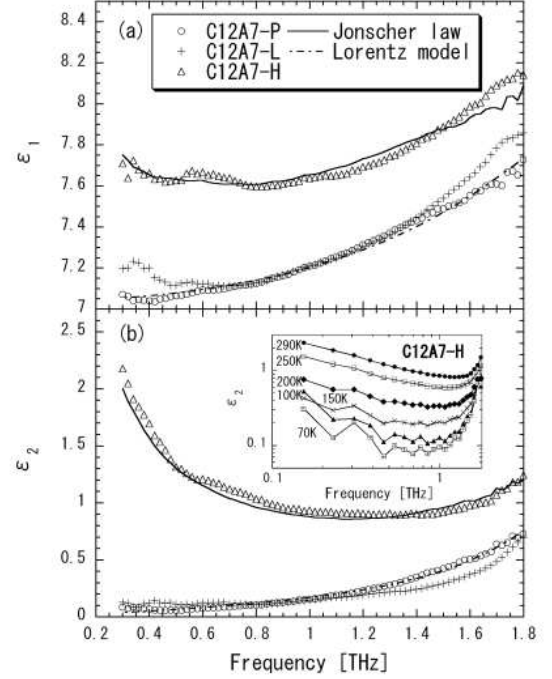 (a)
C12A7-P
C12A7-L
C12A7-H
Jonscher law
Lorentz model
8.4
8.2
8
7.8
7.6
7.4
7.2
7
ε1
(b)
2.5
2
1.5
1
0.5
0
ε2
C12A7-H
290K
250K
200K
150K
100K
70K
1
0.1
ε2
0.1
1
Frequency [THz]
0.2 0.4 0.6 0.8 1 1.2 1.4 1.6 1.8
Frequency [THz]